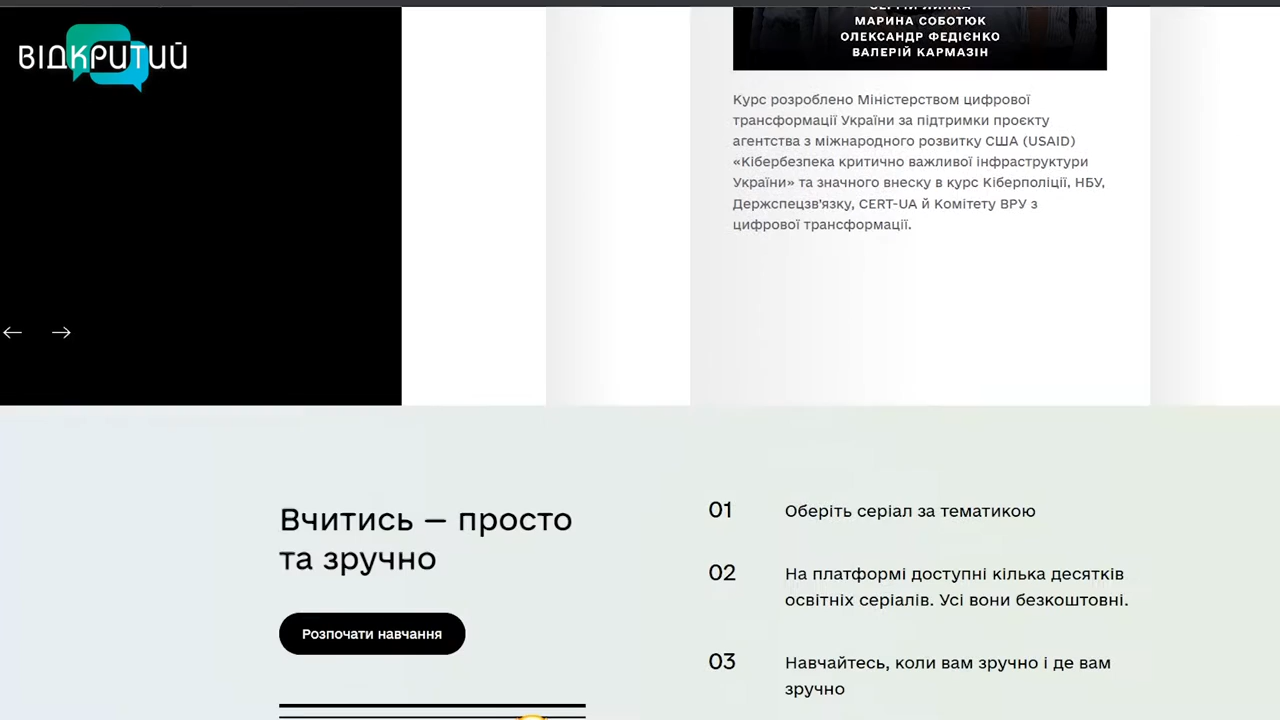 ВІДКРИТИЙ
МАРИНА СОБОТЮК
ОЛЕКСАНДР ФЕДІЄНКО
ВАЛЕРІЙ КАРМАЗІН
Курс розроблено Міністерством цифрової
трансформації України за підтримки проєкту
агентства з міжнародного розвитку США (USAID)
«Кібербезпека критично важливої інфраструктури
України» та значного внеску в курс Кіберполіції, НБУ,
Держспецзв'язку, CERT-UA й Комітету ВРУ з
цифрової трансформації.
Вчитись — просто
та зручно
Розпочати навчання
01 Оберіть серіал за тематикою
02 На платформі доступні кілька десятків
освітніх серіалів. Усі вони безкоштовні.
03 Навчайтесь, коли вам зручно і де вам
зручно